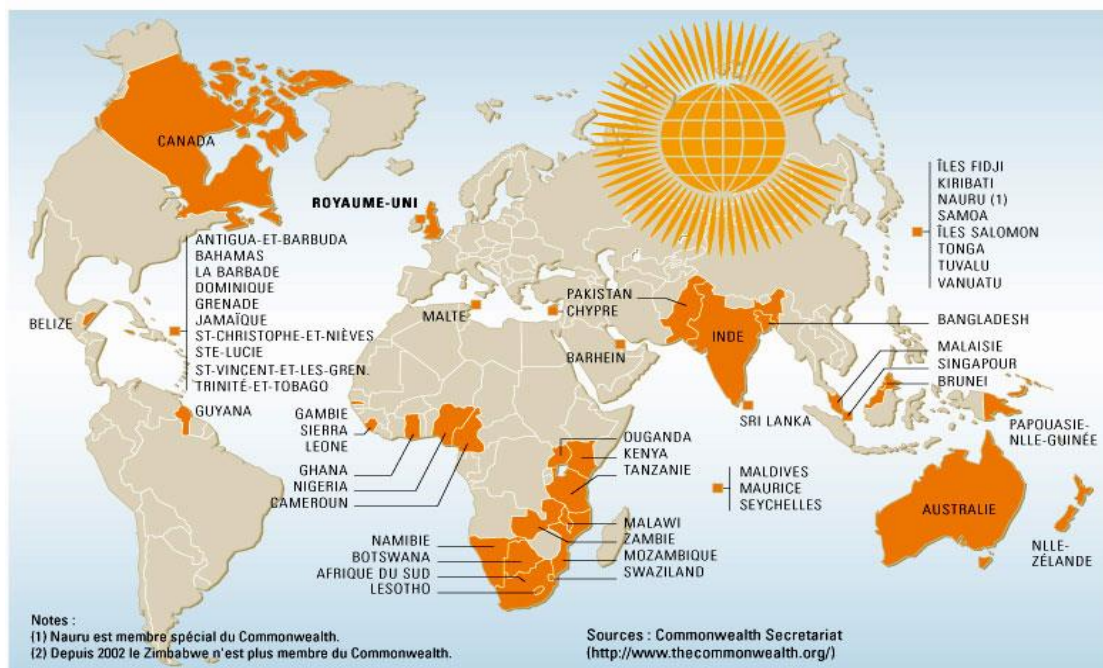 CANADA
ROYAUME-UNI
ANTIGUA-ET-BARBUDA
BAHAMAS
LA BARBADE
DOMINIQUE
GRENADE
JAMAÏQUE
ST-CHRISTOPHE-ET-NIÈVES
STE-LUCIE
ST-VINCENT-ET-LES-GREN.
TRINITÉ-ET-TOBAGO
BELIZE
GUYANA
MALTE
PAKISTAN
CHYPRE
BARHEIN
INDE
SRI LANKA
ÎLES FIDJI
KIRIBATI
NAURU (1)
SAMOA
ÎLES SALOMON
TONGA
TUVALU
VANUATU
BANGLADESH
MALAISIE
SINGAPOUR
BRUNEI
PAPOUASIE-
NLLE-GUINÉE
GAMBIE
SIERRA
LEONE
GHANA
NIGERIA
CAMEROUN
OUGANDA
KENYA
TANZANIE
MALDIVES
MAURICE
SEYCHELLES
MALAWI
ZAMBIE
MOZAMBIQUE
SWAZILAND
NAMIBIE
BOTSWANA
AFRIQUE DU SUD
LESOTHO
AUSTRALIE
NLLE-
ZÉLANDE
Notes :
(1) Nauru est membre spécial du Commonwealth.
(2) Depuis 2002 le Zimbabwe n'est plus membre du Commonwealth.
Sources : Commonwealth Secretariat
(http://www.thecommonwealth.org/)